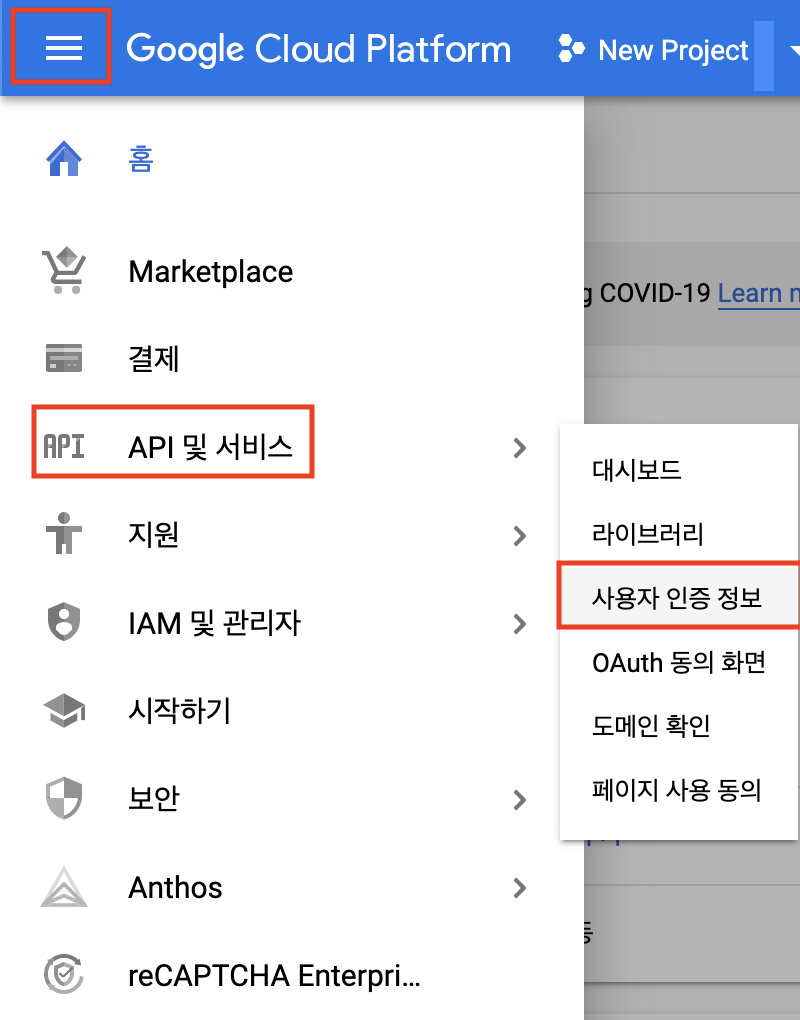 Google Cloud Platform New Project
홈
COVID-19 Learn
Marketplace
결제
API API 및 서비스
지원
IAM 및 관리자
시작하기
보안
Anthos
reCAPTCHA Enterpri...
대시보드
라이브러리
사용자 인증 정보
OAuth 동의 화면
도메인 확인
페이지 사용 동의